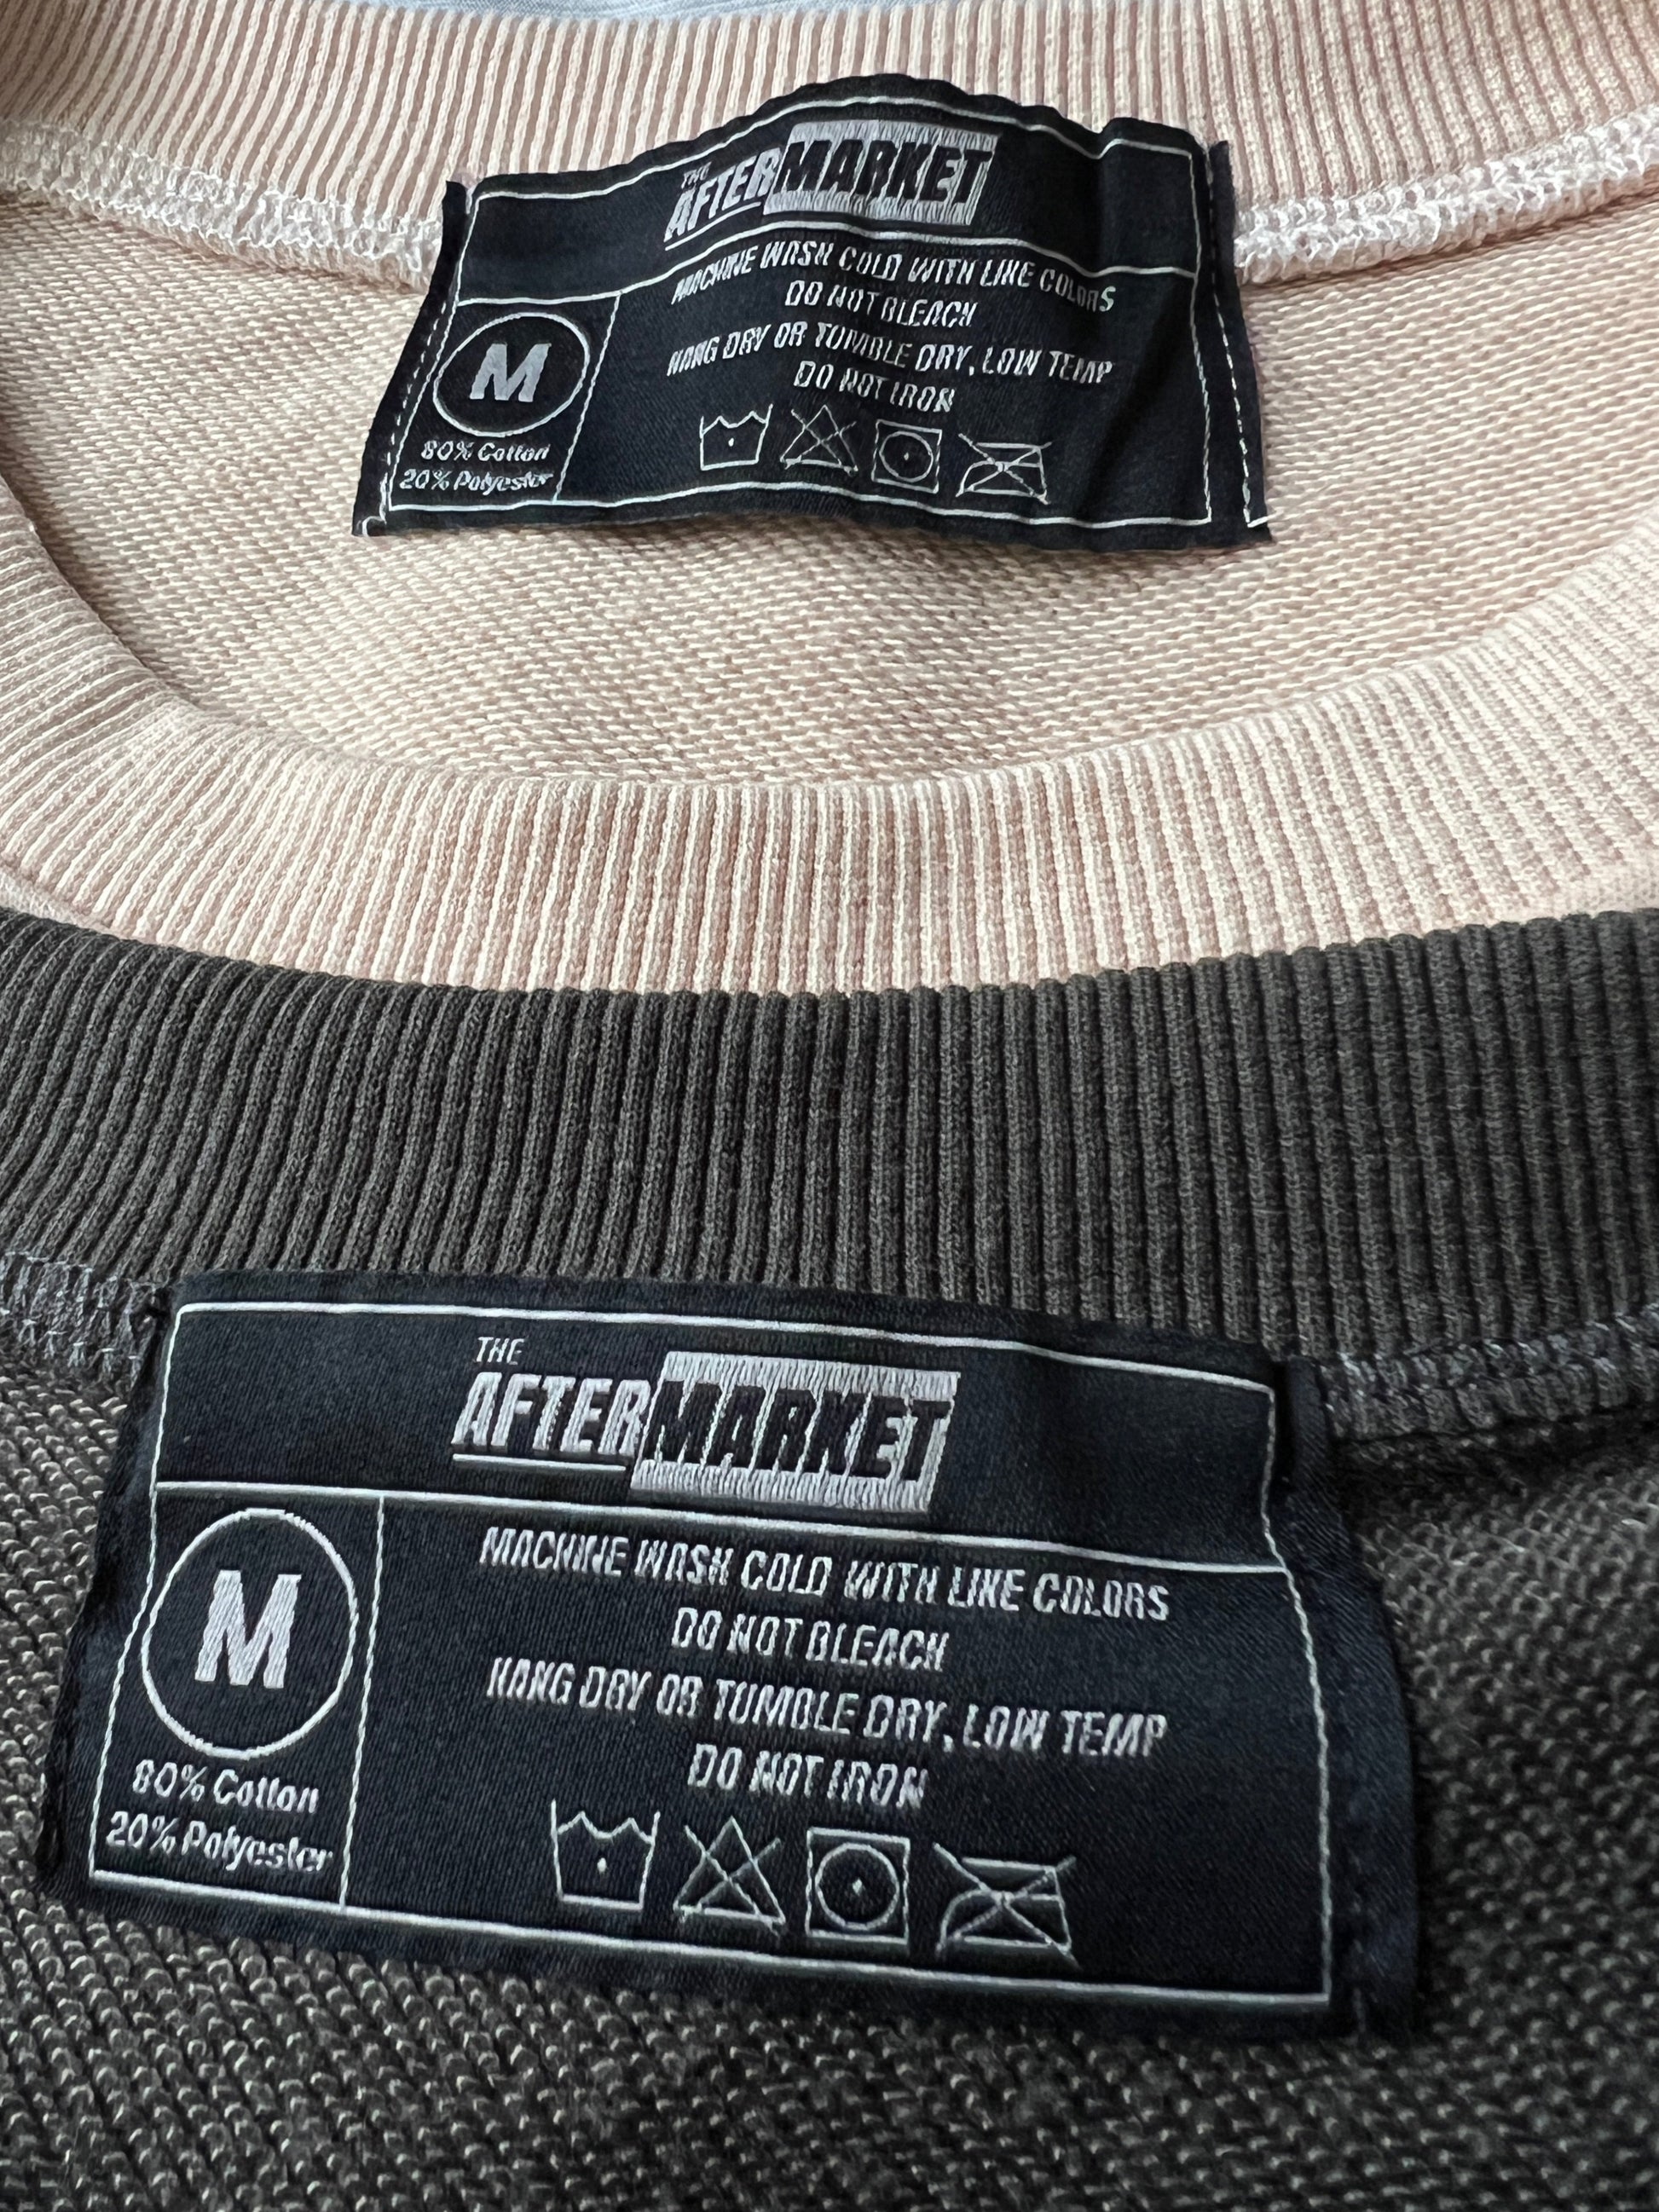 THE
AFTERMARKET
MACHINE WASH COLD WITH LIKE COLORS
DO NOT BLEACH
HANG DRY OR TUMBLE DRY, LOW TEMP
DO NOT IRON
M
80% Cotton
20% Polyester
THE
AFTERMARKET
MACHINE WASH COLD WITH LIKE COLORS
DO NOT BLEACH
HANG DRY OR TUMBLE DRY, LOW TEMP
DO NOT IRON
M
80% Cotton
20% Polyester